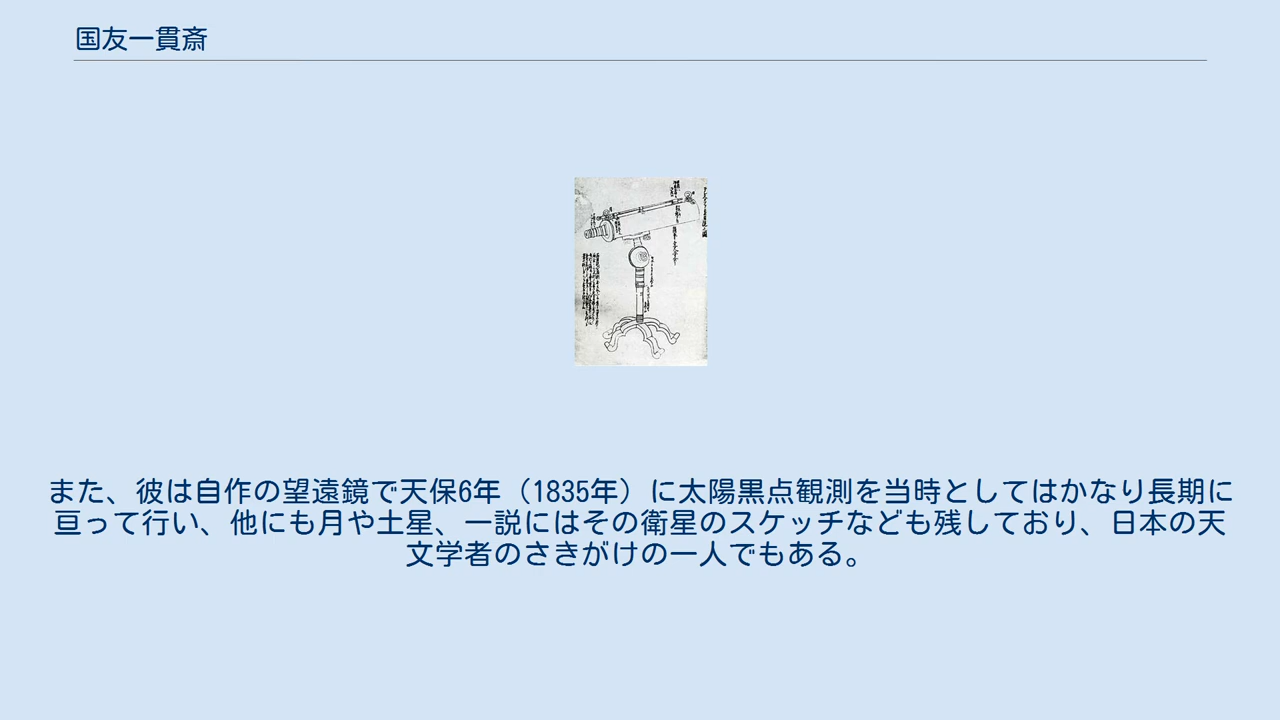 国友一貫斎
また、彼は自作の望遠鏡で天保6年（1835年）に太陽黒点観測を当時としてはかなり長期に
亘って行い、他にも月や土星、一説にはその衛星のスケッチなども残しており、日本の天
文学者のさきがけの一人でもある。